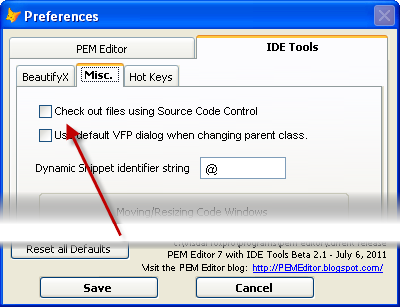 Preferences
PEM Editor
IDE Tools
BeautifyX
Misc.
Hot Keys
Check out files using Source Code Control
Use default VFP dialog when changing parent class.
Dynamic Snippet identifier string
@
Moving/Resizing Code Windows
Reset all Defaults
PEM Editor 7 with IDE Tools Beta 2.1 - July 6, 2011
Visit the PEM Editor blog: http://PEMEditor.blogspot.com/
Save
Cancel